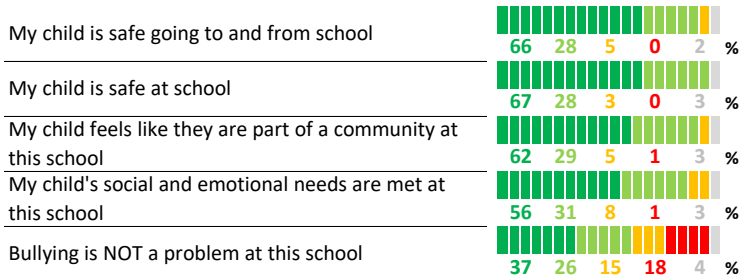 My child is safe going to and from school
66 28 5 0 2 %
My child is safe at school
67 28 3 0 3 %
My child feels like they are part of a community at
this school
62 29 5 1 3 %
My child's social and emotional needs are met at
this school
56 31 8 1 3 %
Bullying is NOT a problem at this school
37 26 15 18 4 %